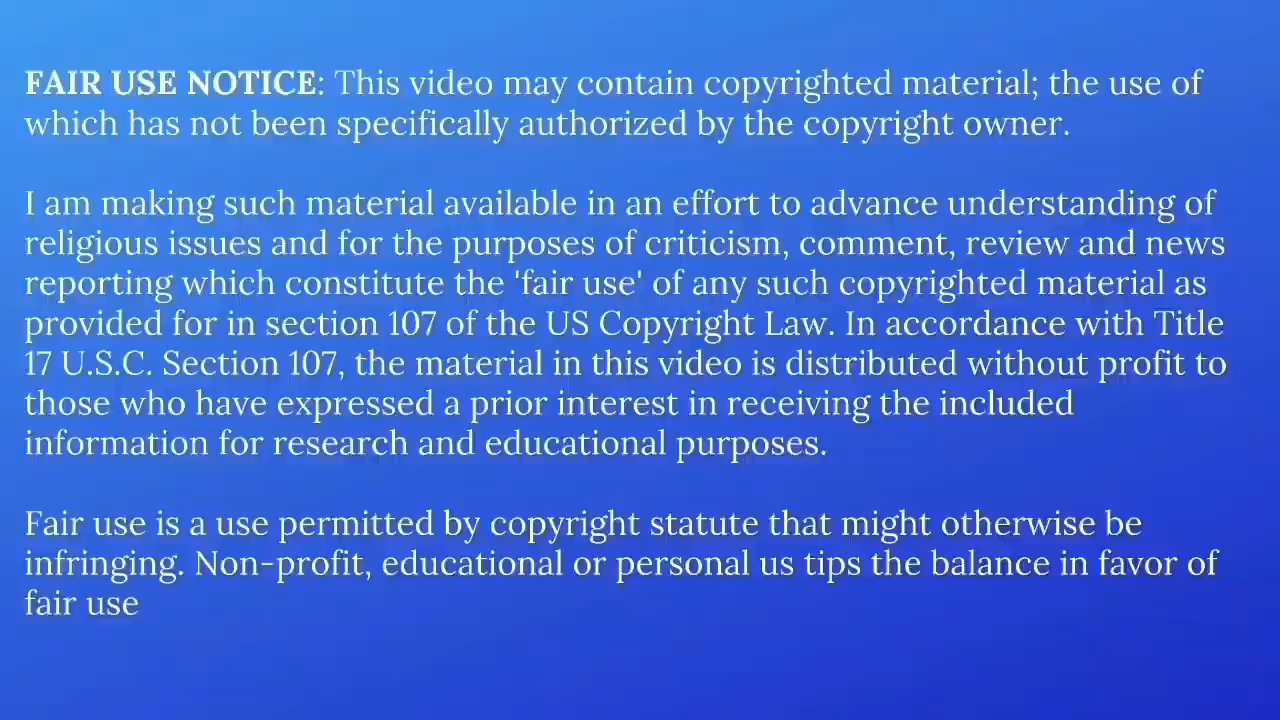 FAIR USE NOTICE: This video may contain copyrighted material; the use of
which has not been specifically authorized by the copyright owner.
I am making such material available in an effort to advance understanding of
religious issues and for the purposes of criticism, comment, review and news
reporting which constitute the 'fair use' of any such copyrighted material as
provided for in section 107 of the US Copyright Law. In accordance with Title
17 U.S.C. Section 107, the material in this video is distributed without profit to
those who have expressed a prior interest in receiving the included
information for research and educational purposes.
Fair use is a use permitted by copyright statute that might otherwise be
infringing. Non-profit, educational or personal us tips the balance in favor of
fair use